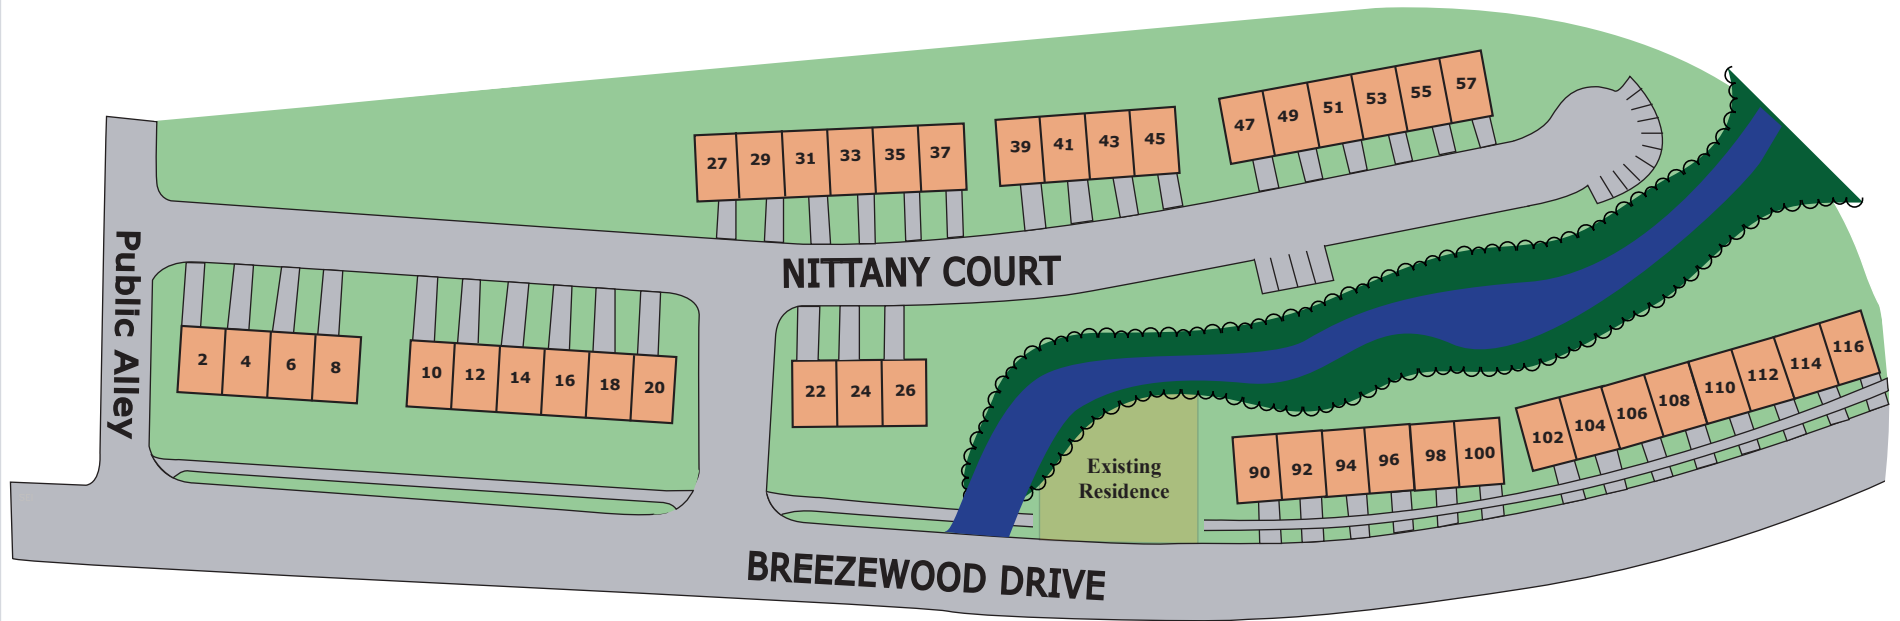 47 49 51 53 55 57
27 29 31 33 35 37
39 41 43 45
Public Alley
NITTANY COURT
2 4 6 8
10 12 14 16 18 20
22 24 26
102 104 106 108 110 112 114 116
90 92 94 96 98 100
Existing
Residence
BREEZEWOOD DRIVE